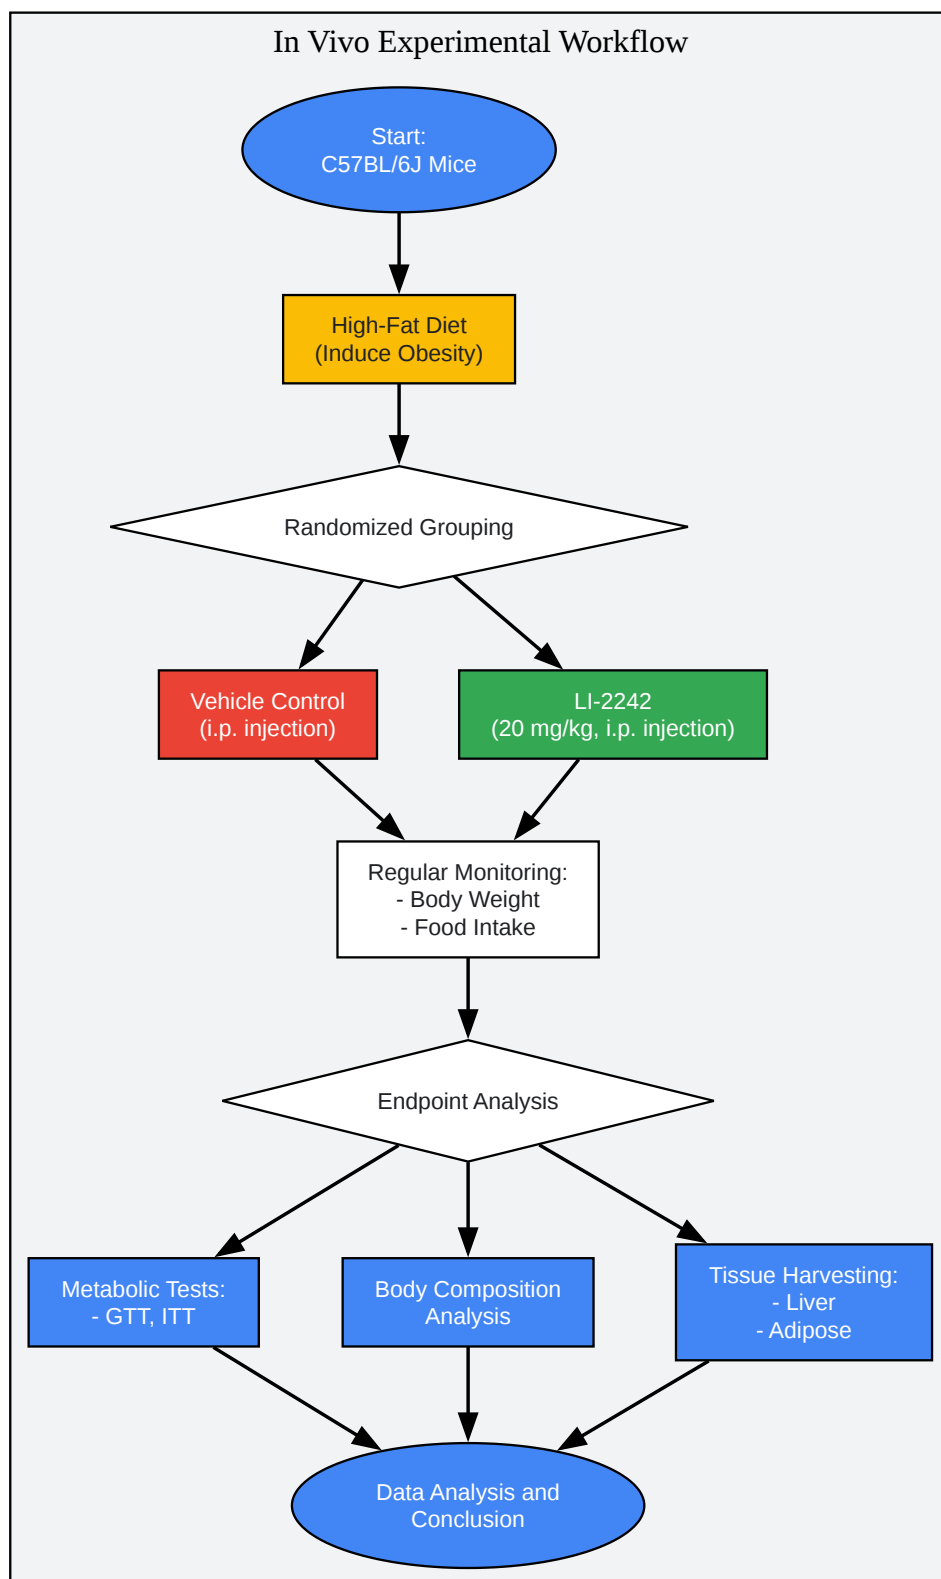 In Vivo Experimental Workflow
Start:
C57BL/6J Mice
High-Fat Diet
(Induce Obesity)
Randomized Grouping
Vehicle Control
(i.p. injection)
LI-2242
(20 mg/kg, i.p. injection)
Regular Monitoring:
- Body Weight
- Food Intake
Endpoint Analysis
Metabolic Tests:
- GTT, ITT
Body Composition
Analysis
Tissue Harvesting:
- Liver
- Adipose
Data Analysis and
Conclusion